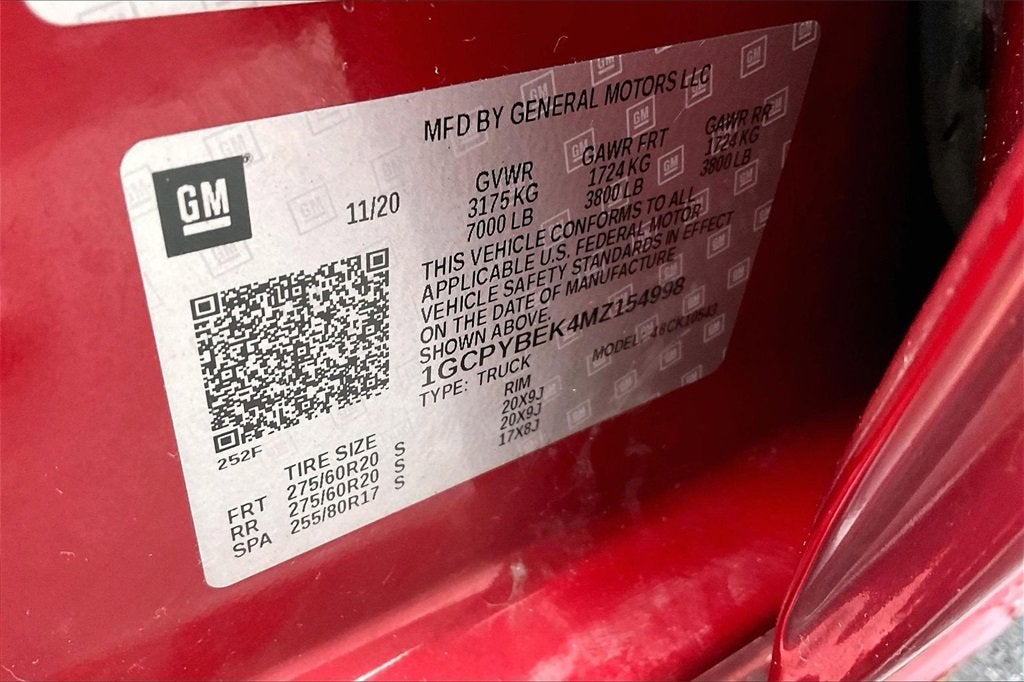 GM
MFD BY GENERAL MOTORS LLC
11/20
GVWR GAWR FRT GAWR RR
3175 KG 1724 KG 1724 KG
7000 LB 3800 LB 3800 LB
THIS VEHICLE CONFORMS TO ALL
APPLICABLE U.S. FEDERAL MOTOR
VEHICLE SAFETY STANDARDS IN EFFECT
ON THE DATE OF MANUFACTURE
SHOWN ABOVE.
1GCPYBEK4MZ154998
TYPE: TRUCK MODEL:
252F
TIRE SIZE RIM
FRT 275/60R20 S 20X9J
RR 275/60R20 S 20X9J
SPA 255/80R17 S 17X8J